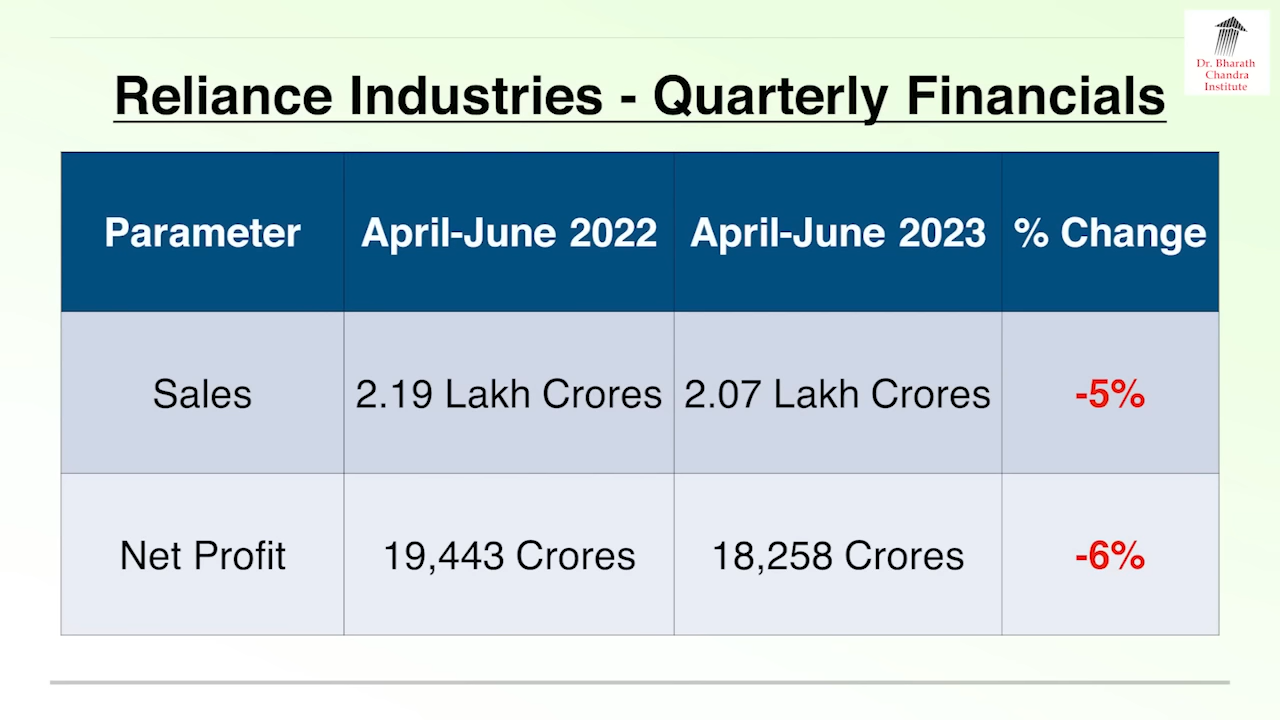 Dr. Bharath
Chandra
Institute
Reliance Industries - Quarterly Financials
Parameter April-June 2022 April-June 2023 % Change
Sales 2.19 Lakh Crores 2.07 Lakh Crores -5%
Net Profit 19,443 Crores 18,258 Crores -6%